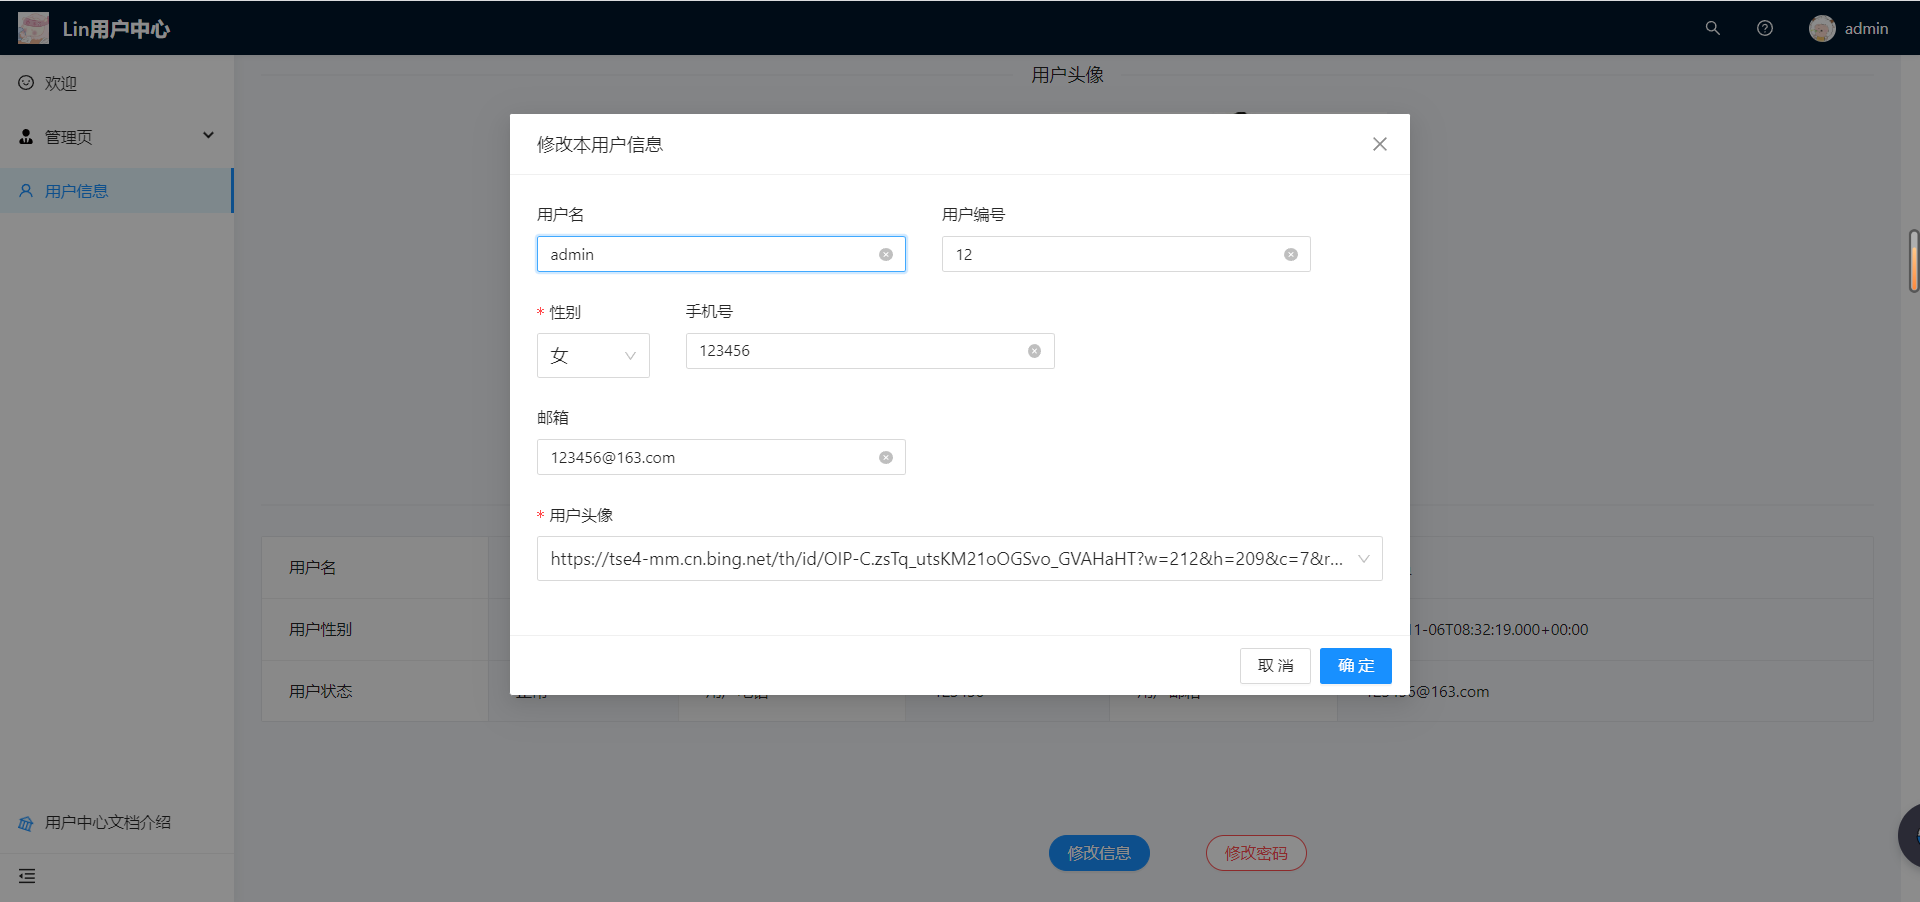 Lin用户中心
admin
欢迎
管理页
用户信息
用户头像
修改本用户信息
用户名
用户编号
admin
12
* 性别
手机号
女
123456
邮箱
123456@163.com
* 用户头像
https://tse4-mm.cn.bing.net/th/id/OIP-C.zsTq_utsKM21oOGSvo_GVAHaHT?w=212&h=209&c=7&r...
取 消
确 定
用户名
用户性别
11-06T08:32:19.000+00:00
用户状态
@163.com
用户中心文档介绍
修改信息
修改密码